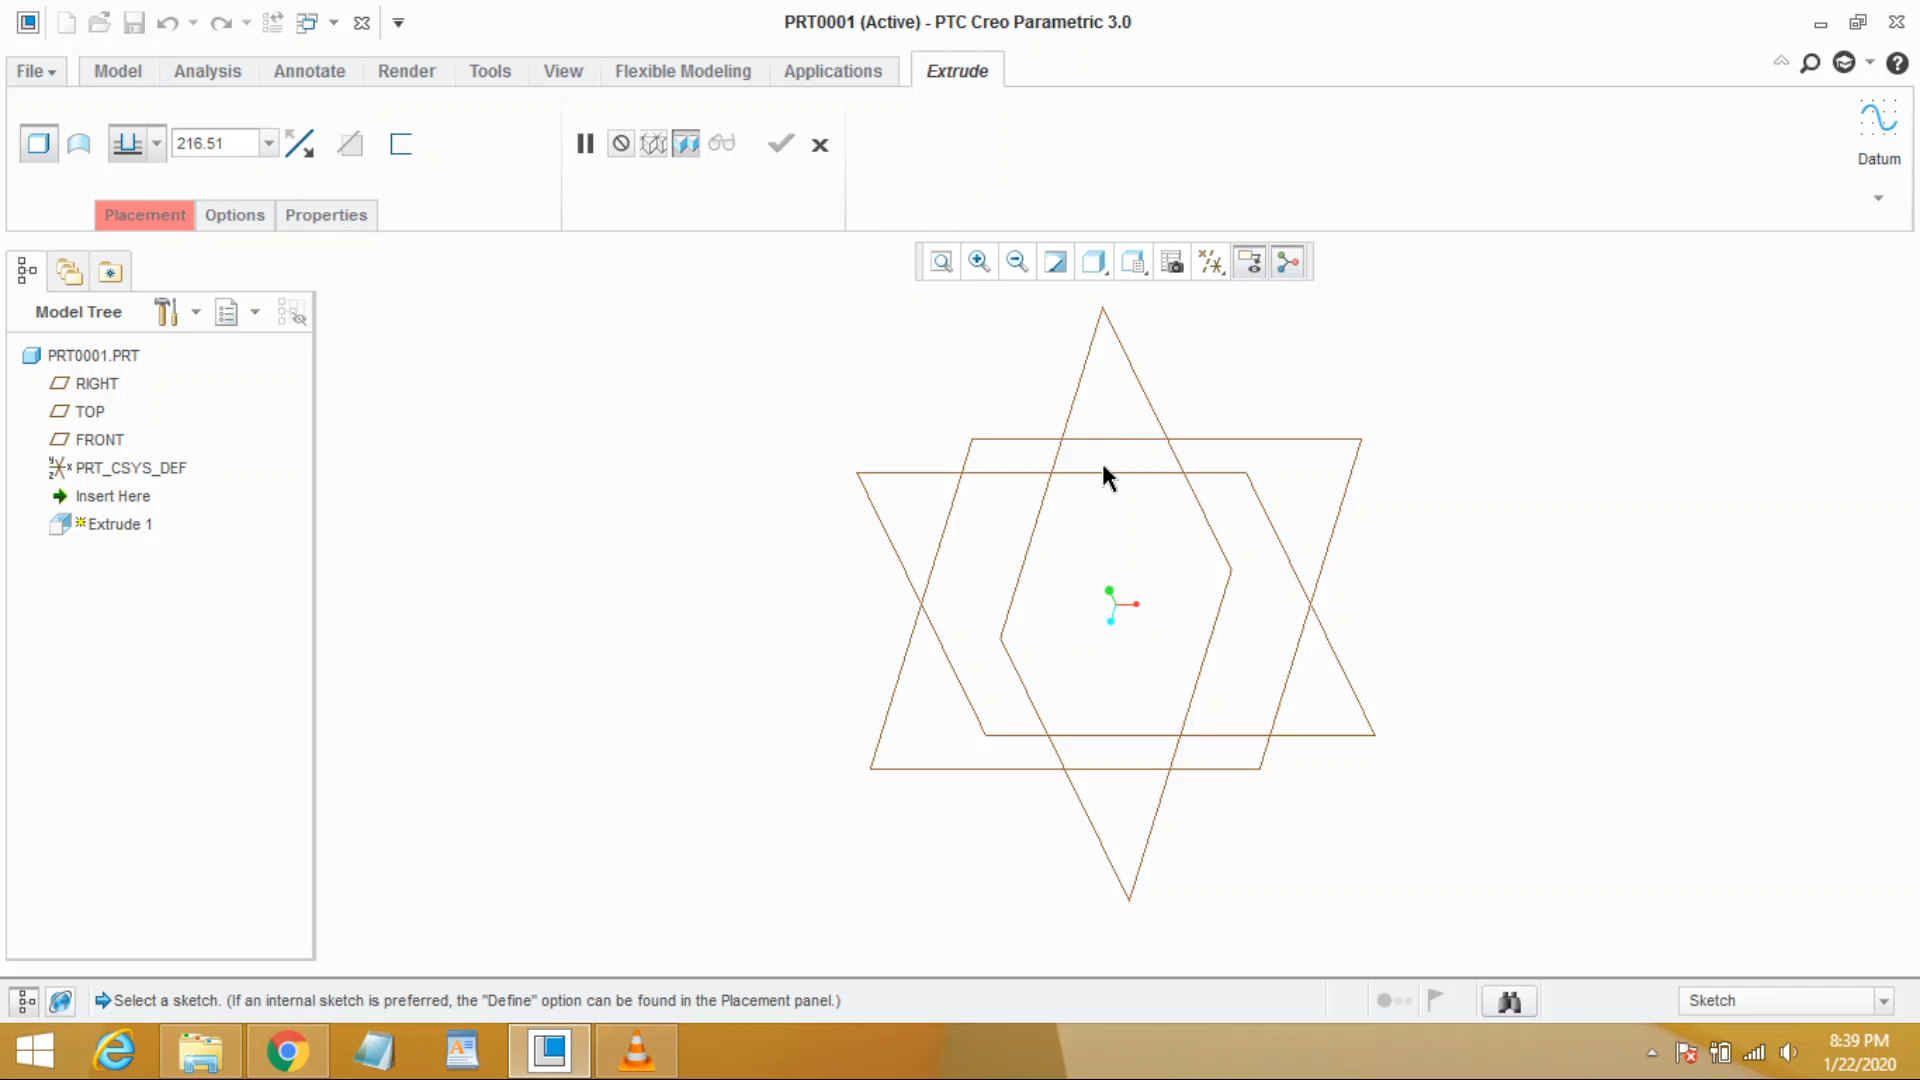 PRT0001 (Active) - PTC Creo Parametric 3.0
File Model Analysis Annotate Render Tools View Flexible Modeling Applications Extrude
216.51
Datum
Placement Options Properties
Model Tree
PRT0001.PRT
RIGHT
TOP
FRONT
PRT_CSYS_DEF
Insert Here
Extrude 1
Select a sketch. (If an internal sketch is preferred, the "Define" option can be found in the Placement panel.)
Sketch
8:39 PM
1/22/2020